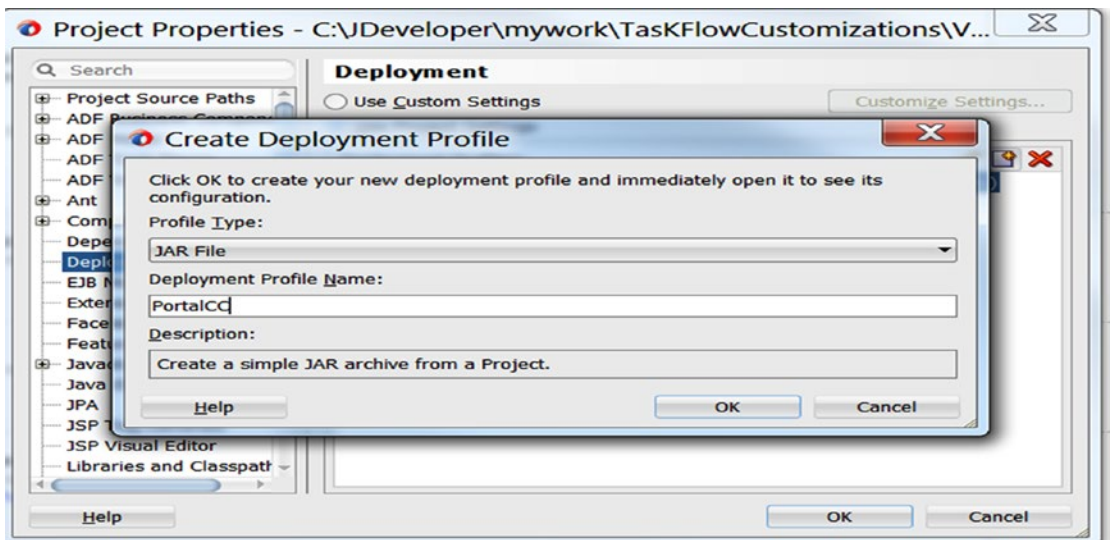 Project Properties - C:\JDeveloper\mywork\TasKFlowCustomizations\V...
Search
Project Source Paths
ADF
ADF
ADF
ADF
Ant
Deployment
Use Custom Settings
Customize Settings...
Create Deployment Profile
Click OK to create your new deployment profile and immediately open it to see its
configuration.
Profile Type:
JAR File
Deployment Profile Name:
PortalCC
Description:
Create a simple JAR archive from a Project.
Help
OK
Cancel
Java
JPA
JSP
JSP Visual Editor
Libraries and Classpath
Help
OK
Cancel